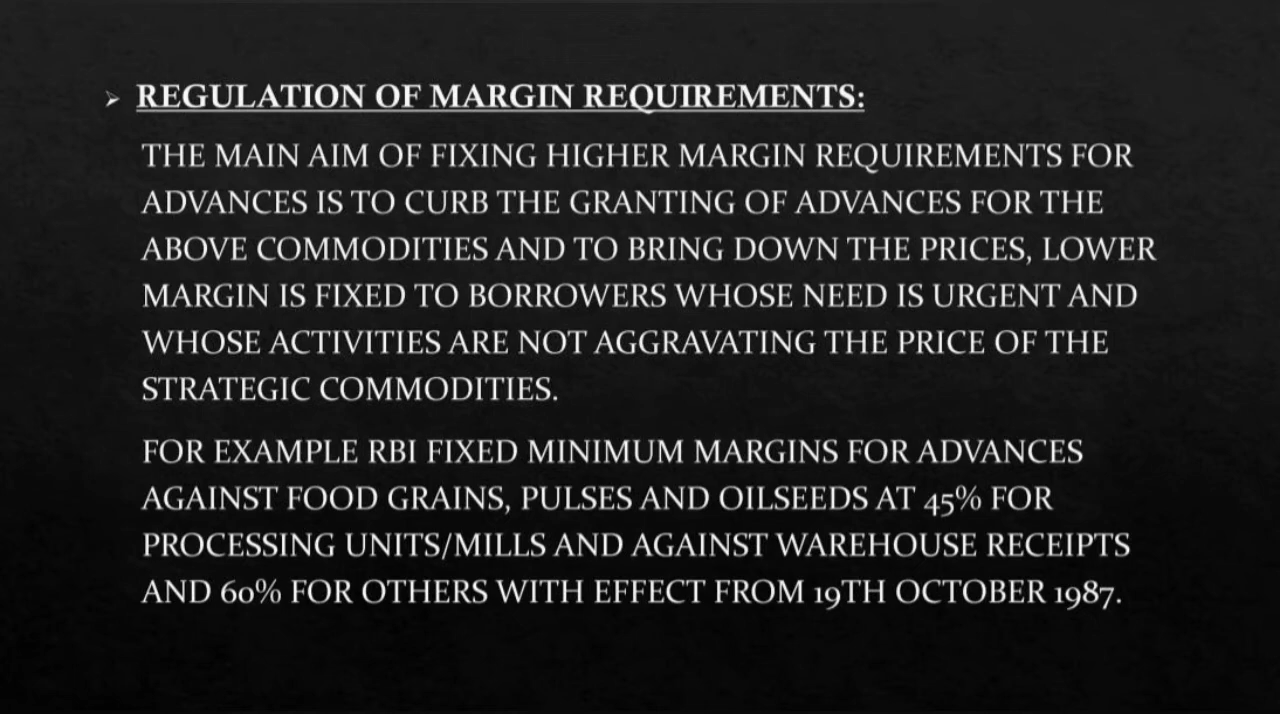 REGULATION OF MARGIN REQUIREMENTS:
THE MAIN AIM OF FIXING HIGHER MARGIN REQUIREMENTS FOR
ADVANCES IS TO CURB THE GRANTING OF ADVANCES FOR THE
ABOVE COMMODITIES AND TO BRING DOWN THE PRICES, LOWER
MARGIN IS FIXED TO BORROWERS WHOSE NEED IS URGENT AND
WHOSE ACTIVITIES ARE NOT AGGRAVATING THE PRICE OF THE
STRATEGIC COMMODITIES.
FOR EXAMPLE RBI FIXED MINIMUM MARGINS FOR ADVANCES
AGAINST FOOD GRAINS, PULSES AND OILSEEDS AT 45% FOR
PROCESSING UNITS/MILLS AND AGAINST WAREHOUSE RECEIPTS
AND 60% FOR OTHERS WITH EFFECT FROM 19TH OCTOBER 1987.